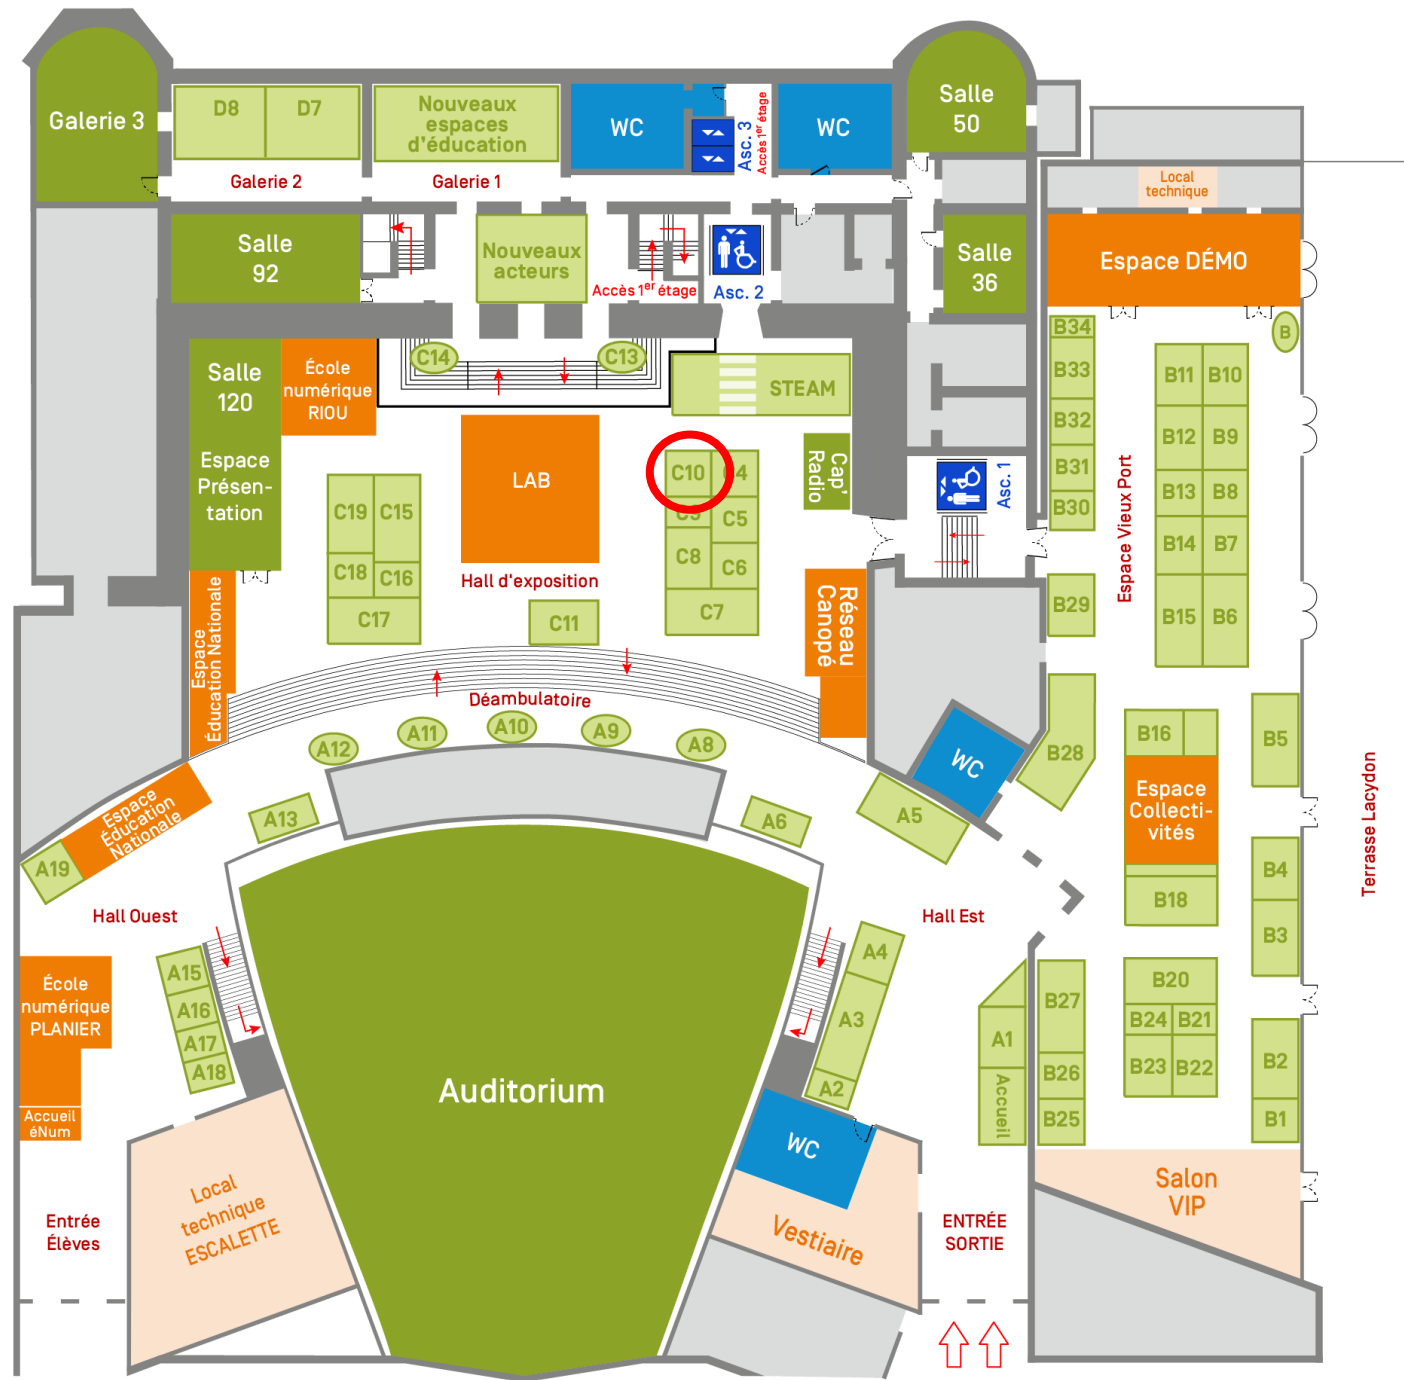 Galerie 3
D8
D7
Nouveaux
espaces
d'éducation
WC
Asc. 3
Accès 1er étage
WC
Salle
50
Galerie 2
Galerie 1
Local
technique
Salle
92
Nouveaux
acteurs
Accès 1er étage
Asc. 2
Salle
36
Espace DÉMO
B34
B
B33
B32
B31
B30
B11
B10
B12
B9
B13
B8
B14
B7
B15
B6
Espace Vieux Port
Salle
120
Espace
Présen-
tation
École
numérique
RIOU
C14
C13
STEAM
LAB
C10
C5
C8
C6
C7
Cap'
Radio
Asc. 1
C19
C15
C18
C16
C17
Hall d'exposition
C11
Réseau
Canopé
B29
Espace
Éducation Nationale
Déambulatoire
A12
A11
A10
A9
A8
WC
B28
B16
B5
Espace
Collecti-
vités
Terrasse Lacydon
Espace
Éducation
Nationale
A19
A13
A6
A5
B4
B18
B3
Hall Ouest
Hall Est
A15
A16
A17
A18
A4
A3
A2
École
numérique
PLANIER
Accueil
éNum
A1
Accueil
B27
B26
B25
B20
B24
B21
B23
B22
B2
B1
Auditorium
WC
Local
technique
ESCALETTE
Vestiaire
Salon
VIP
Entrée
Élèves
ENTRÉE
SORTIE